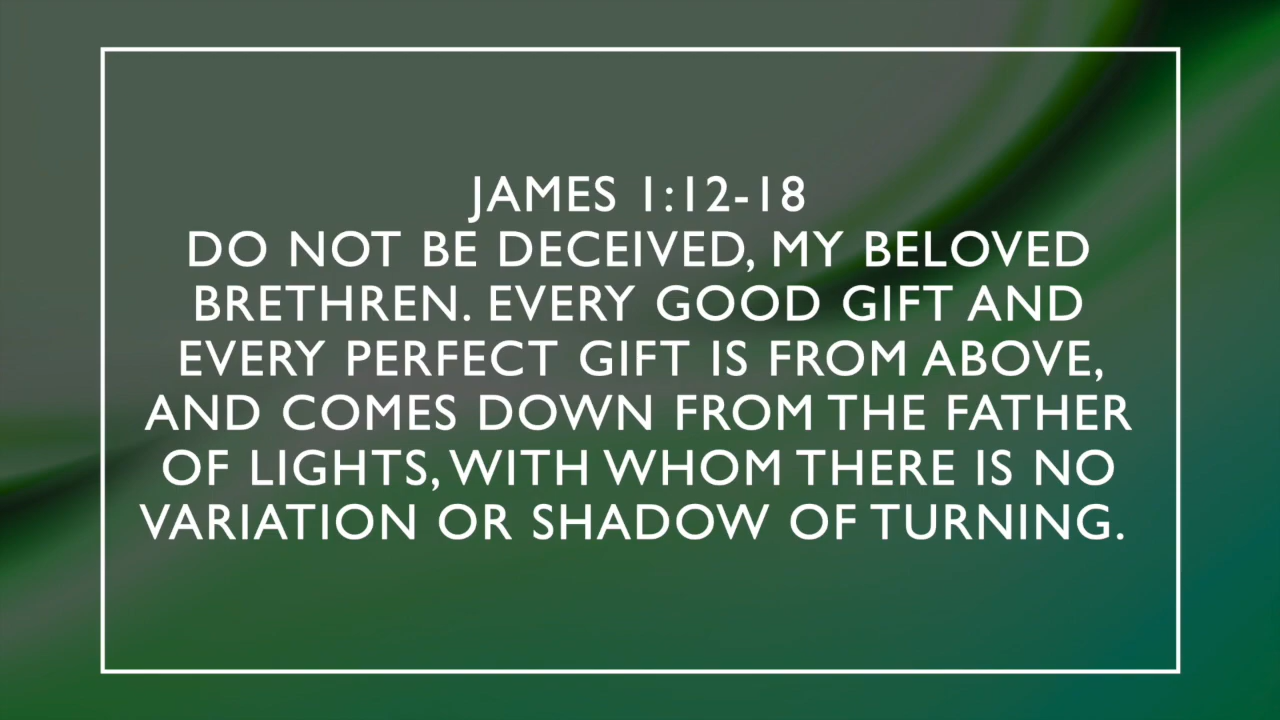 JAMES 1:12-18
DO NOT BE DECEIVED, MY BELOVED
BRETHREN. EVERY GOOD GIFT AND
EVERY PERFECT GIFT IS FROM ABOVE,
AND COMES DOWN FROM THE FATHER
OF LIGHTS, WITH WHOM THERE IS NO
VARIATION OR SHADOW OF TURNING.